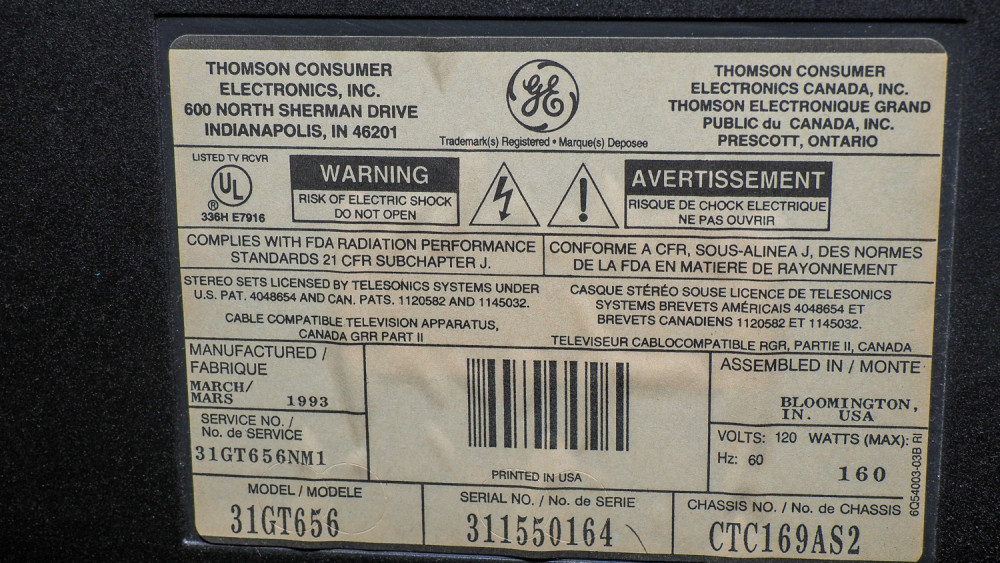 THOMSON CONSUMER
ELECTRONICS, INC.
600 NORTH SHERMAN DRIVE
INDIANAPOLIS, IN 46201
GE
Trademark(s) Registered • Marque(s) Deposee
THOMSON CONSUMER
ELECTRONICS CANADA, INC.
THOMSON ELECTRONIQUE GRAND
PUBLIC du CANADA, INC.
PRESCOTT, ONTARIO
LISTED TV RCVR
UL
®
336H E7916
WARNING
RISK OF ELECTRIC SHOCK
DO NOT OPEN
!
AVERTISSEMENT
RISQUE DE CHOCK ELECTRIQUE
NE PAS OUVRIR
COMPLIES WITH FDA RADIATION PERFORMANCE
STANDARDS 21 CFR SUBCHAPTER J.
CONFORME A CFR, SOUS-ALINEA J, DES NORMES
DE LA FDA EN MATIERE DE RAYONNEMENT
STEREO SETS LICENSED BY TELESONICS SYSTEMS UNDER
U.S. PAT. 4048654 AND CAN. PATS. 1120582 AND 1145032.
CABLE COMPATIBLE TELEVISION APPARATUS,
CANADA GRR PART II
CASQUE STÉRÉO SOUSE LICENCE DE TELESONICS
SYSTEMS BREVETS AMÉRICAIS 4048654 ET
BREVETS CANADIENS 1120582 ET 1145032.
TELEVISEUR CABLOCOMPATIBLE RGR, PARTIE II, CANADA
MANUFACTURED /
FABRIQUE
MARCH/
MARS 1993
SERVICE NO. /
No. de SERVICE
31GT656NM1
PRINTED IN USA
ASSEMBLED IN / MONTE
BLOOMINGTON,
IN. USA
VOLTS: 120 WATTS (MAX):
Hz: 60
160
6Q54003-03B RI
MODEL / MODELE
31GT656
SERIAL NO. / No. de SERIE
311550164
CHASSIS NO. / No. de CHASSIS
CTC169AS2